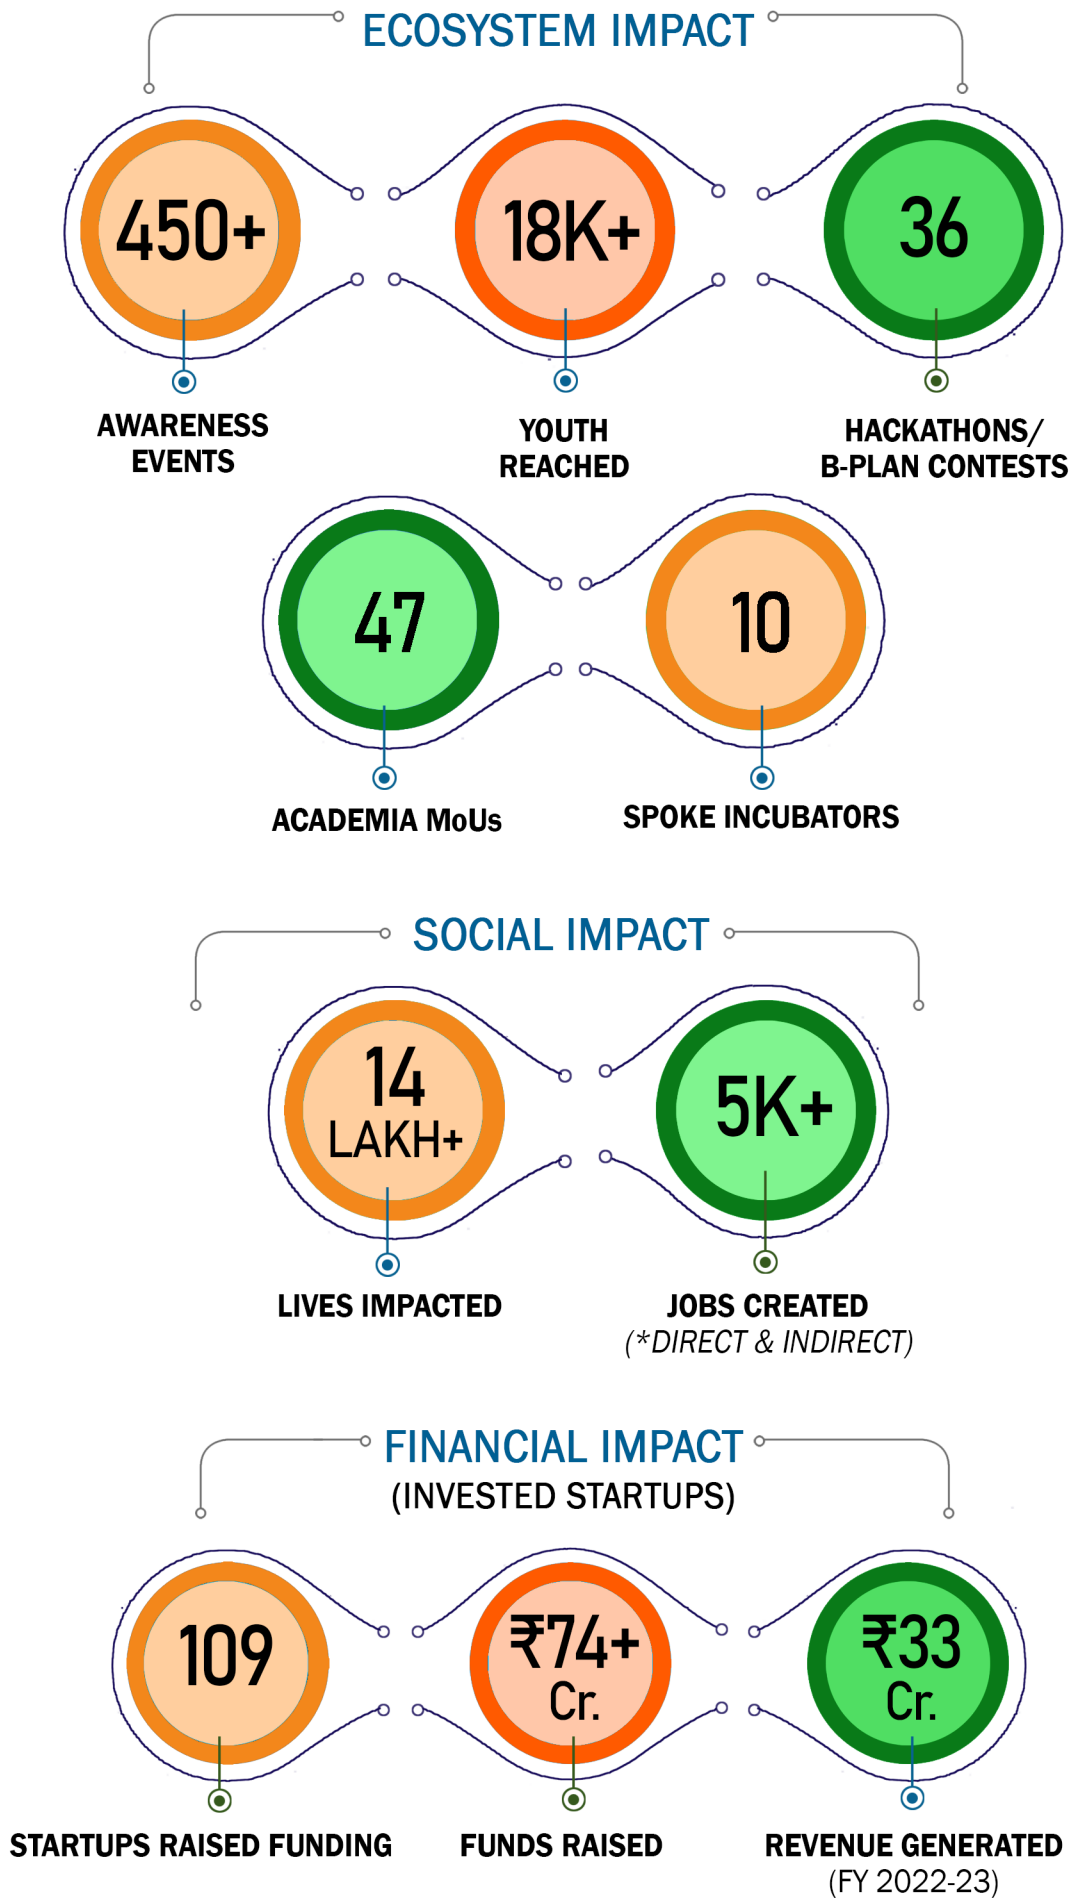 ECOSYSTEM IMPACT
450+
18K+
36
AWARENESS
EVENTS
YOUTH
REACHED
HACKATHONS/
B-PLAN CONTESTS
47
10
ACADEMIA MoUs
SPOKE INCUBATORS
SOCIAL IMPACT
14
LAKH+
5K+
LIVES IMPACTED
JOBS CREATED
(*DIRECT & INDIRECT)
FINANCIAL IMPACT
(INVESTED STARTUPS)
109
₹74+
Cr.
₹33
Cr.
STARTUPS RAISED FUNDING
FUNDS RAISED
REVENUE GENERATED
(FY 2022-23)